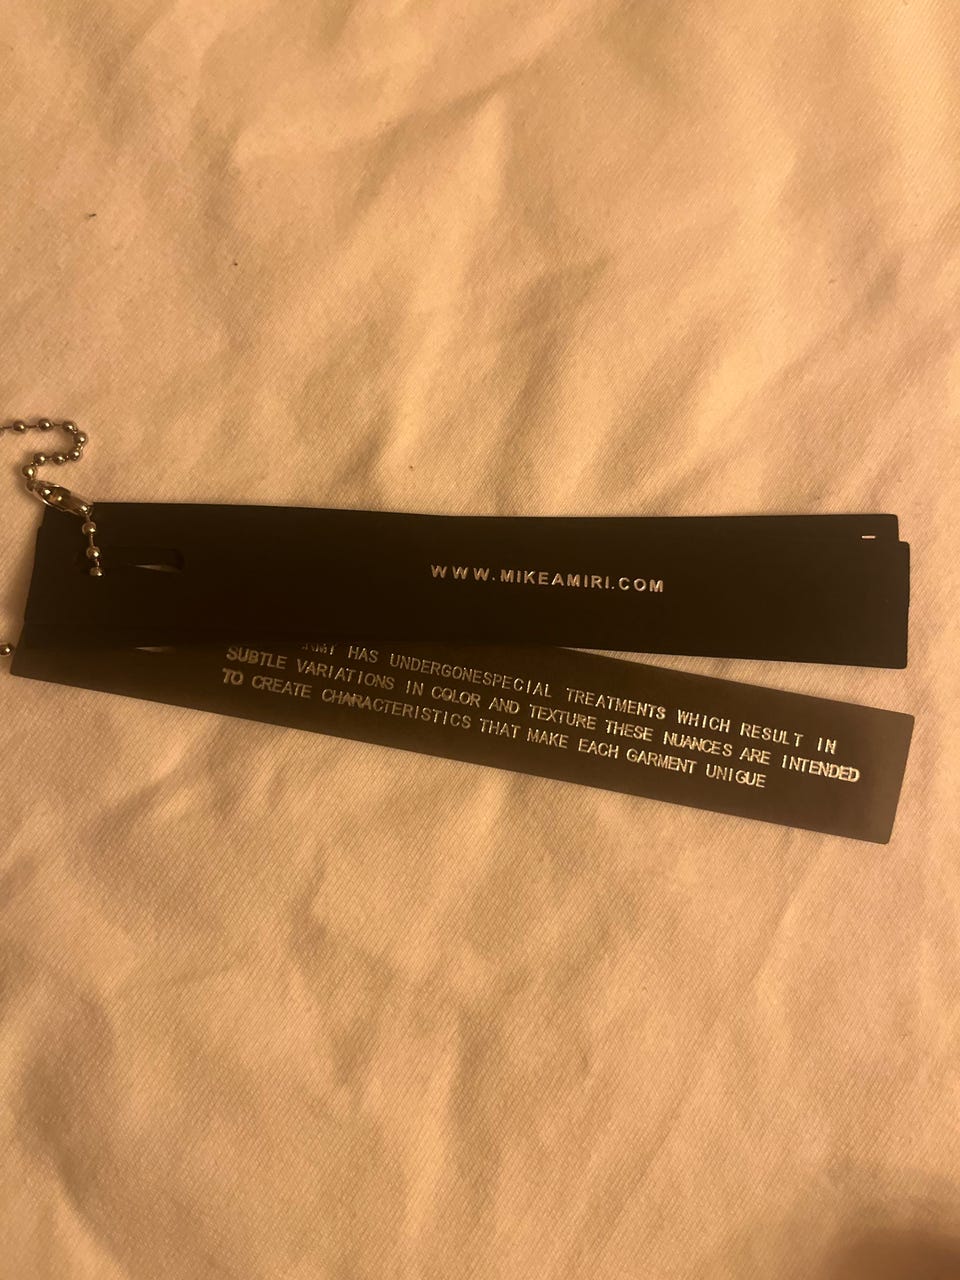 WWW.MIKEAMIRI.COM
HAS UNDERGONESPECIAL TREATMENTS WHICH RESULT IN
SUBTLE VARIATIONS IN COLOR AND TEXTURE THESE NUANCES ARE INTENDED
TO CREATE CHARACTERISTICS THAT MAKE EACH GARMENT UNIGUE